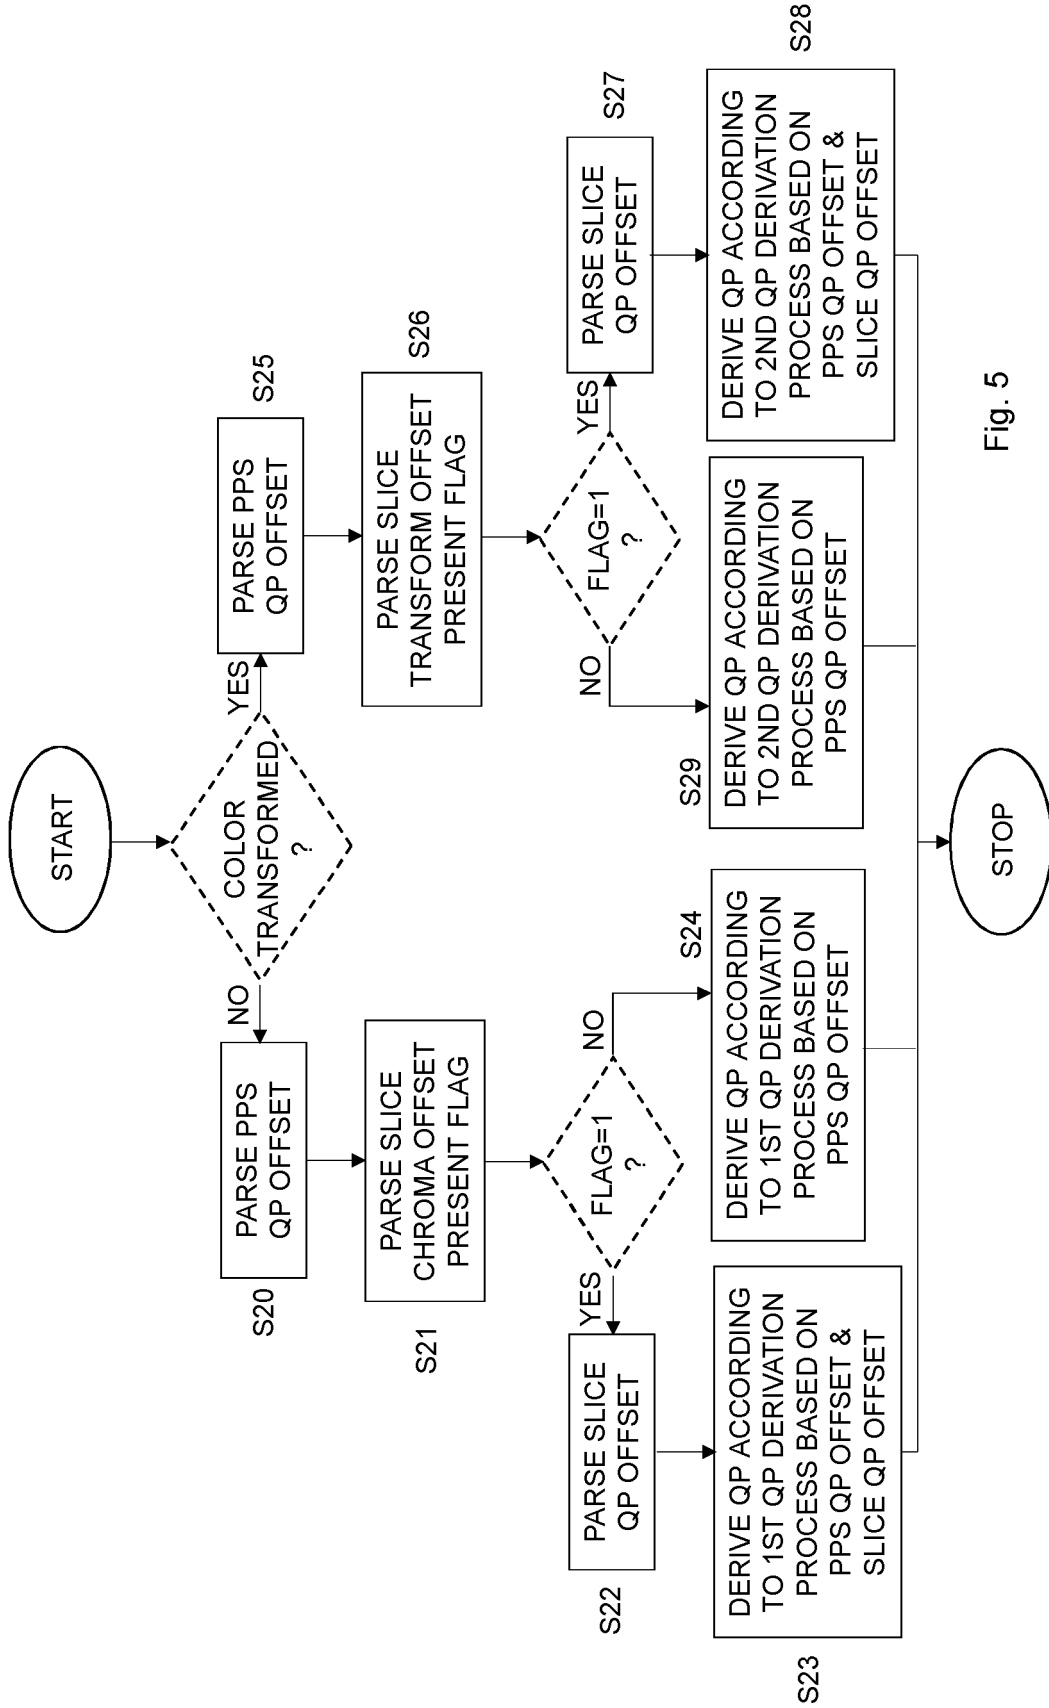 START
COLOR
TRANSFORMED
?
NO
YES
S20
PARSE PPS
QP OFFSET
S21
PARSE SLICE
CHROMA OFFSET
PRESENT FLAG
FLAG=1
?
YES
NO
S22
PARSE SLICE
QP OFFSET
S23
DERIVE QP ACCORDING
TO 1ST QP DERIVATION
PROCESS BASED ON
PPS QP OFFSET &
SLICE QP OFFSET
S24
DERIVE QP ACCORDING
TO 1ST QP DERIVATION
PROCESS BASED ON
PPS QP OFFSET
PARSE PPS
QP OFFSET
S25
PARSE SLICE
TRANSFORM OFFSET
PRESENT FLAG
S26
FLAG=1
?
NO
YES
PARSE SLICE
QP OFFSET
S27
S29
DERIVE QP ACCORDING
TO 2ND QP DERIVATION
PROCESS BASED ON
PPS QP OFFSET
DERIVE QP ACCORDING
TO 2ND QP DERIVATION
PROCESS BASED ON
PPS QP OFFSET &
SLICE QP OFFSET
S28
STOP
Fig. 5